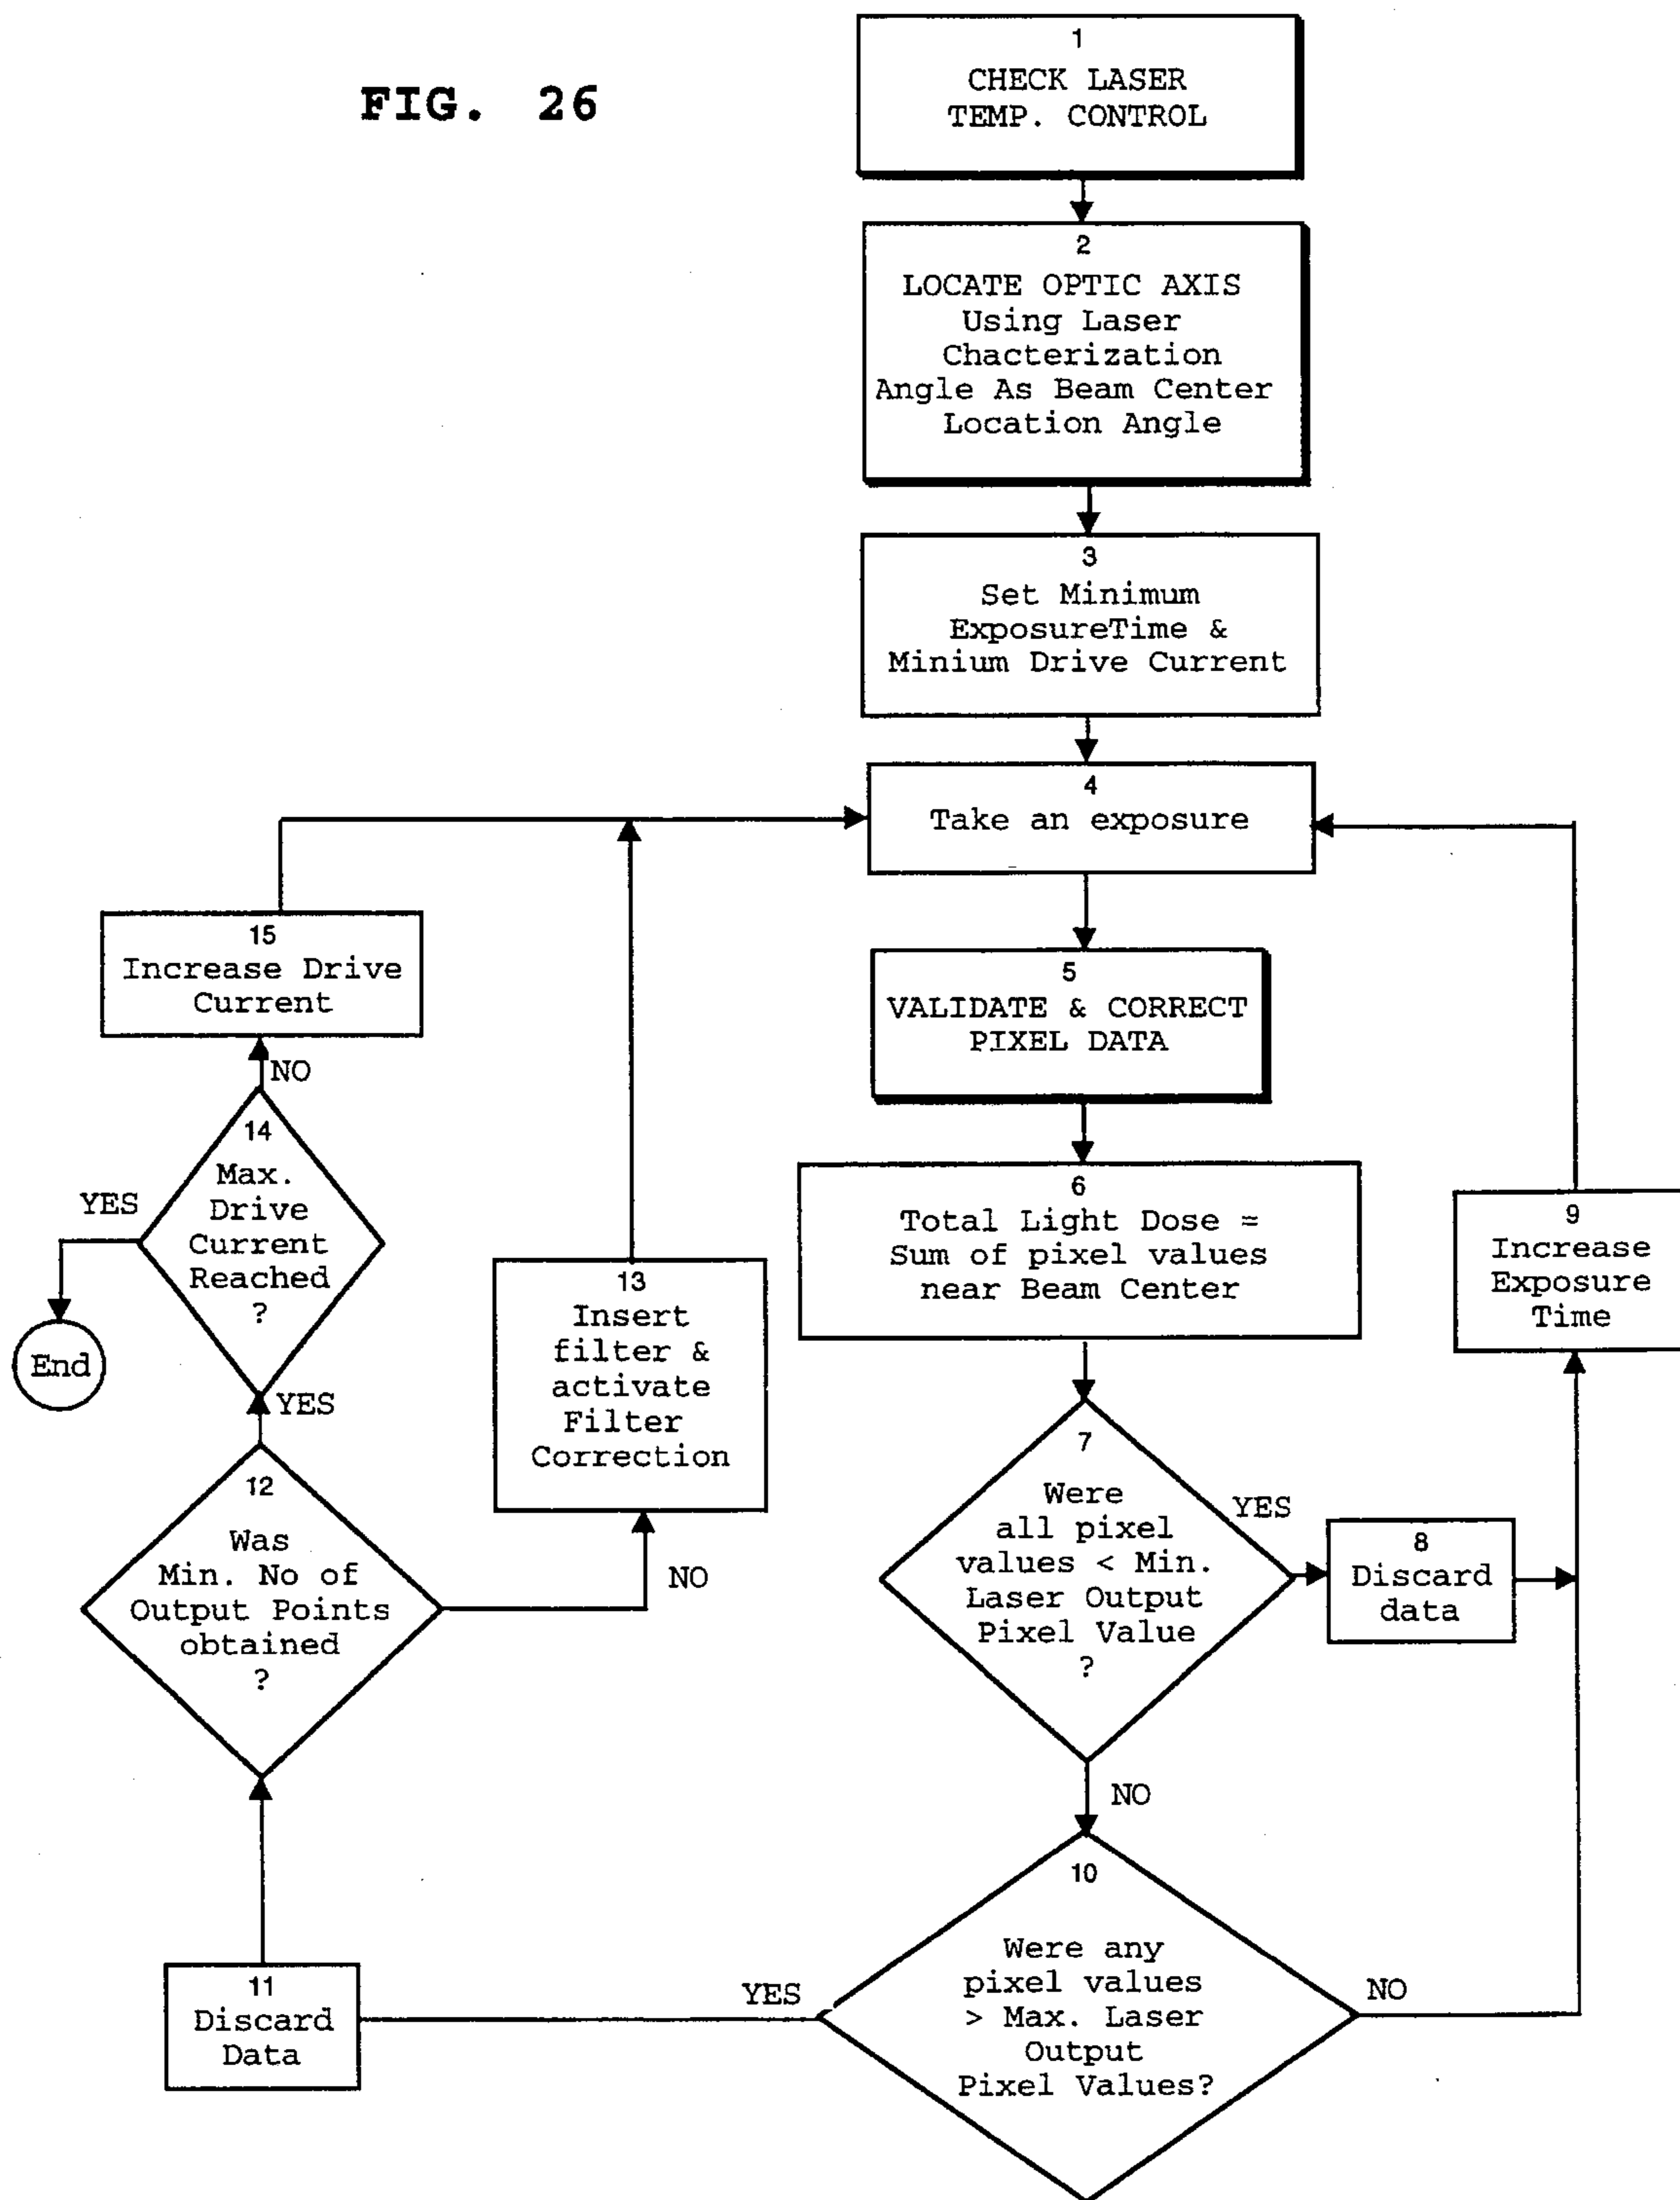 FIG. 26
1
CHECK LASER
TEMP. CONTROL
2
LOCATE OPTIC AXIS
Using Laser
Chacterization
Angle As Beam Center
Location Angle
3
Set Minimum
ExposureTime &
Minium Drive Current
4
Take an exposure
5
VALIDATE & CORRECT
PIXEL DATA
6
Total Light Dose =
Sum of pixel values
near Beam Center
7
Were
all pixel
values < Min.
Laser Output
Pixel Value
?
YES
NO
8
Discard
data
9
Increase
Exposure
Time
10
Were any
pixel values
> Max. Laser
Output
Pixel Values?
YES
NO
11
Discard
Data
12
Was
Min. No of
Output Points
obtained
?
YES
NO
13
Insert
filter &
activate
Filter
Correction
14
Max.
Drive
Current
Reached
?
YES
NO
End
15
Increase Drive
Current